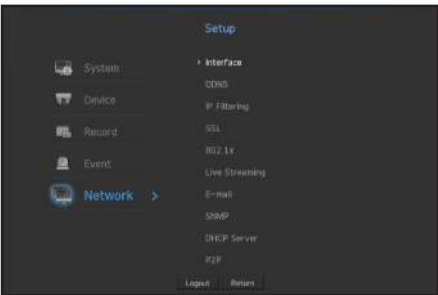 Setup
System
Device
Record
Event
Network >
Interface
DDNS
IP Filtering
SSL
802.1x
Live Streaming
E-mail
SNMP
DHCP Server
P2P
Logout
Return